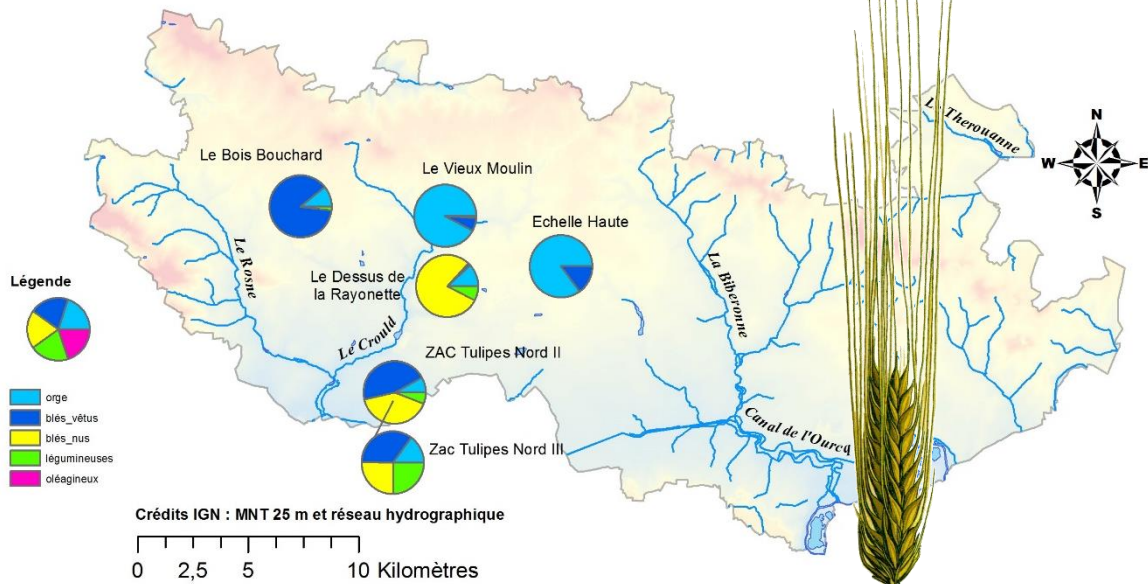 La Therouanne
N
W
E
S
Le Bois Bouchard
Le Vieux Moulin
Echelle Haute
Le Rosne
Le Dessus de
la Rayonette
La Biberonne
Légende
Le Crould
ZAC Tulipes Nord II
orge
blés_vêtus
blés_nus
légumineuses
oléagineux
Canal de l'Ourcq
Zac Tulipes Nord III
Crédits IGN : MNT 25 m et réseau hydrographique
0 2,5 5 10 Kilomètres